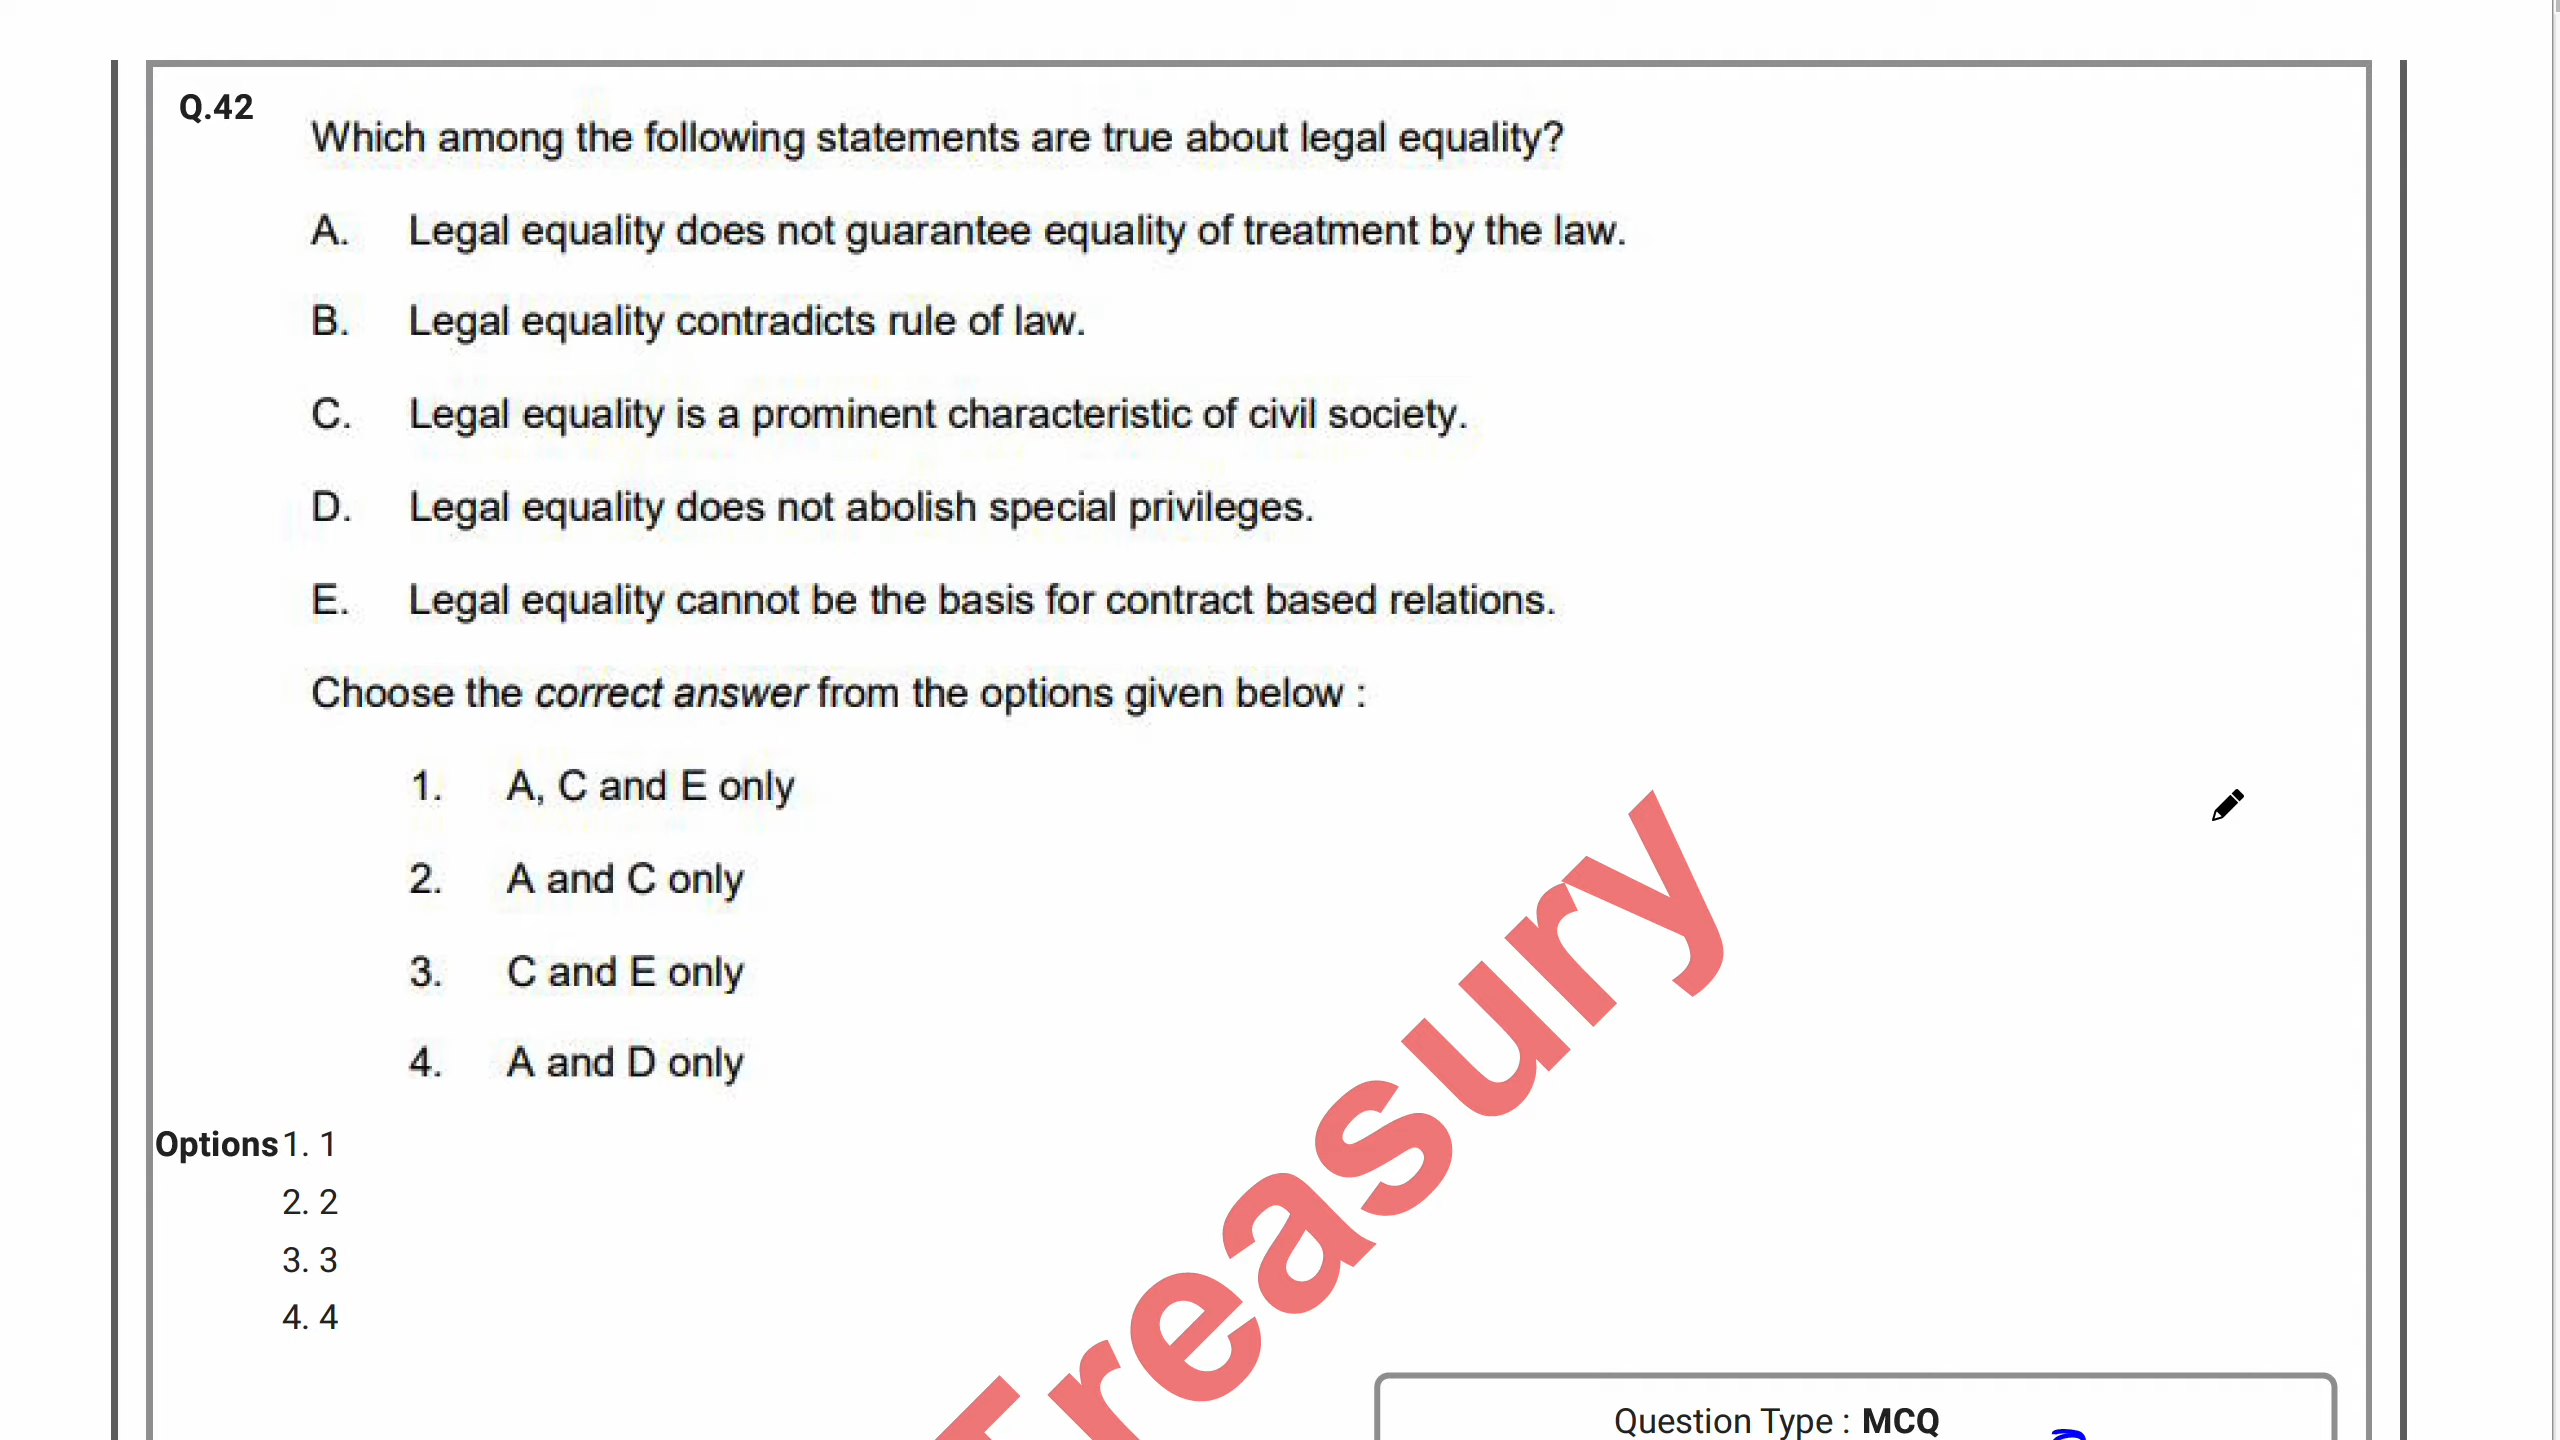 Q.42
Which among the following statements are true about legal equality?
A. Legal equality does not guarantee equality of treatment by the law.
B. Legal equality contradicts rule of law.
C. Legal equality is a prominent characteristic of civil society.
D. Legal equality does not abolish special privileges.
E. Legal equality cannot be the basis for contract based relations.
Choose the correct answer from the options given below :
1. A, C and E only
2. A and C only
3. C and E only
4. A and D only
Options 1. 1
2. 2
3. 3
4. 4
Treasury
Question Type : MCQ